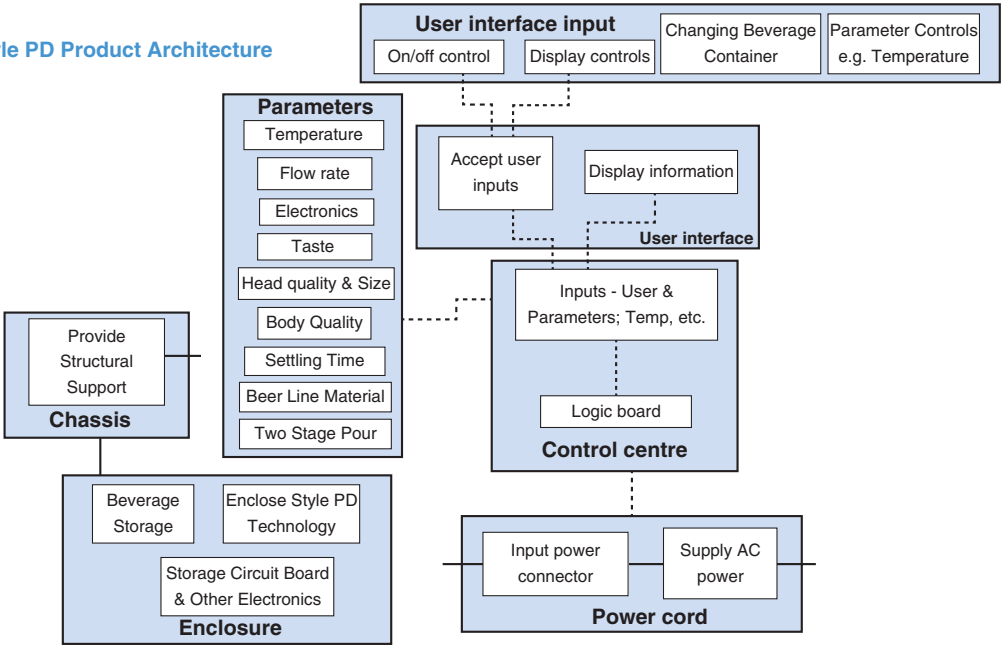 le PD Product Architecture
User interface input
On/off control
Display controls
Changing Beverage
Container
Parameter Controls
e.g. Temperature
Parameters
Temperature
Flow rate
Electronics
Taste
Head quality & Size
Body Quality
Settling Time
Beer Line Material
Two Stage Pour
Accept user
inputs
Display information
User interface
Inputs - User &
Parameters; Temp, etc.
Logic board
Control centre
Provide
Structural
Support
Chassis
Beverage
Storage
Enclose Style PD
Technology
Storage Circuit Board
& Other Electronics
Enclosure
Input power
connector
Supply AC
power
Power cord